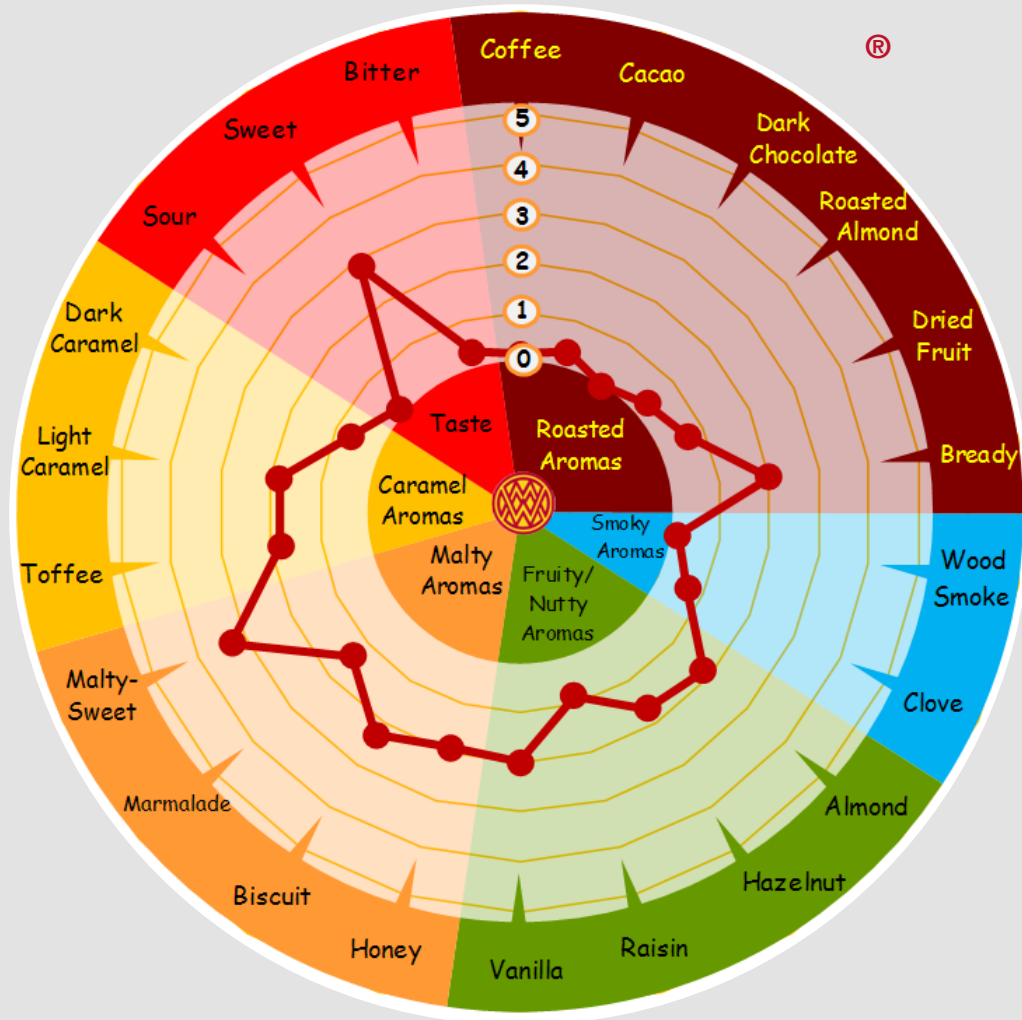 ®
Coffee
Cacao
Dark
Chocolate
Roasted
Almond
Dried
Fruit
Bready
Wood
Smoke
Clove
Almond
Hazelnut
Raisin
Vanilla
Honey
Biscuit
Marmalade
Malty-
Sweet
Toffee
Light
Caramel
Dark
Caramel
Sour
Sweet
Bitter
5
4
3
2
1
0
Taste
Roasted
Aromas
Smoky
Aromas
Fruity/
Nutty
Aromas
Malty
Aromas
Caramel
Aromas